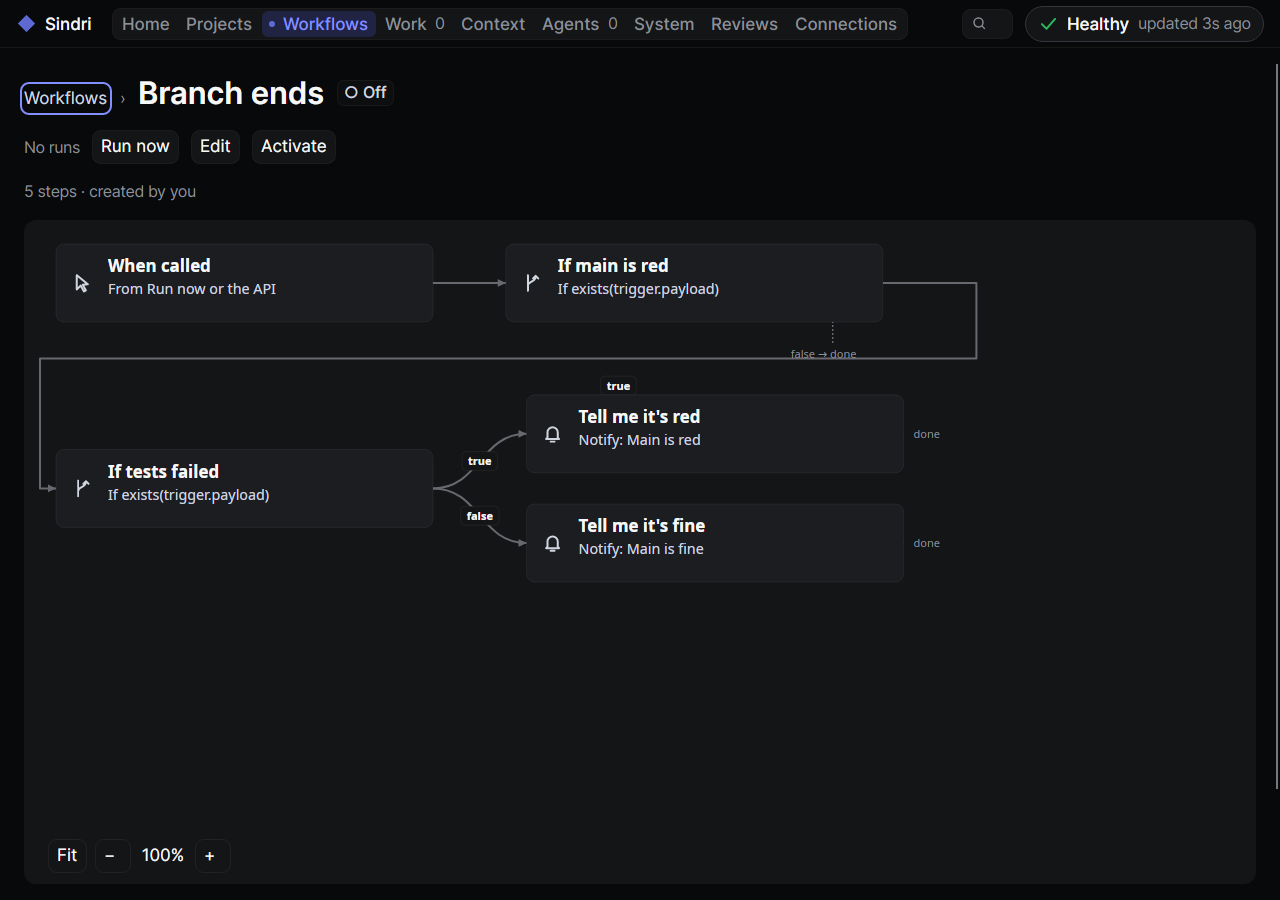 Sindri
Home Projects Workflows Work 0 Context Agents 0 System Reviews Connections
Healthy updated 3s ago
Workflows › Branch ends Off
No runs Run now Edit Activate
5 steps · created by you
When called
From Run now or the API
If main is red
If exists(trigger.payload)
false → done
true
Tell me it's red
Notify: Main is red
done
If tests failed
If exists(trigger.payload)
true
false
Tell me it's fine
Notify: Main is fine
done
Fit − 100% +